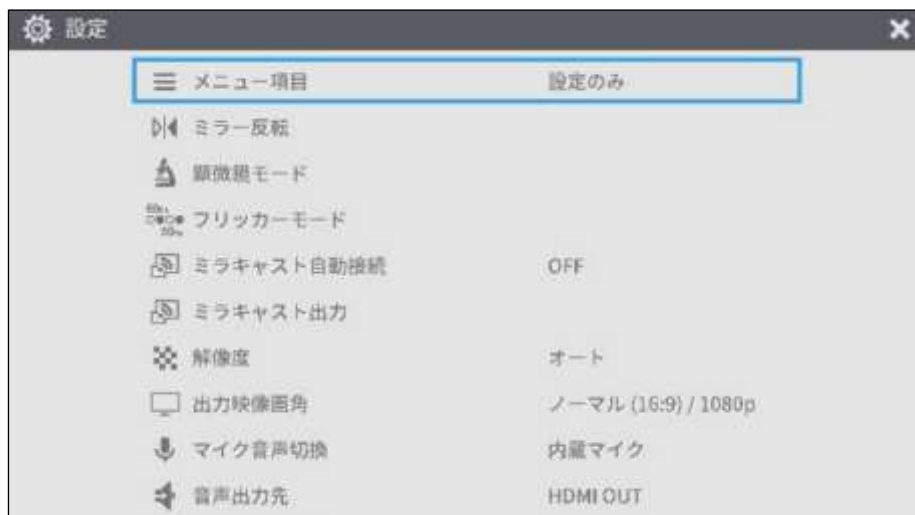 設定
メニュー項目 設定のみ
ミラー反転
顕微鏡モード
フリッカーモード
ミラキャスト自動接続 OFF
ミラキャスト出力
解像度 オート
出力映像画角 ノーマル (16:9) / 1080p
マイク音声切換 内蔵マイク
音声出力先 HDMI OUT